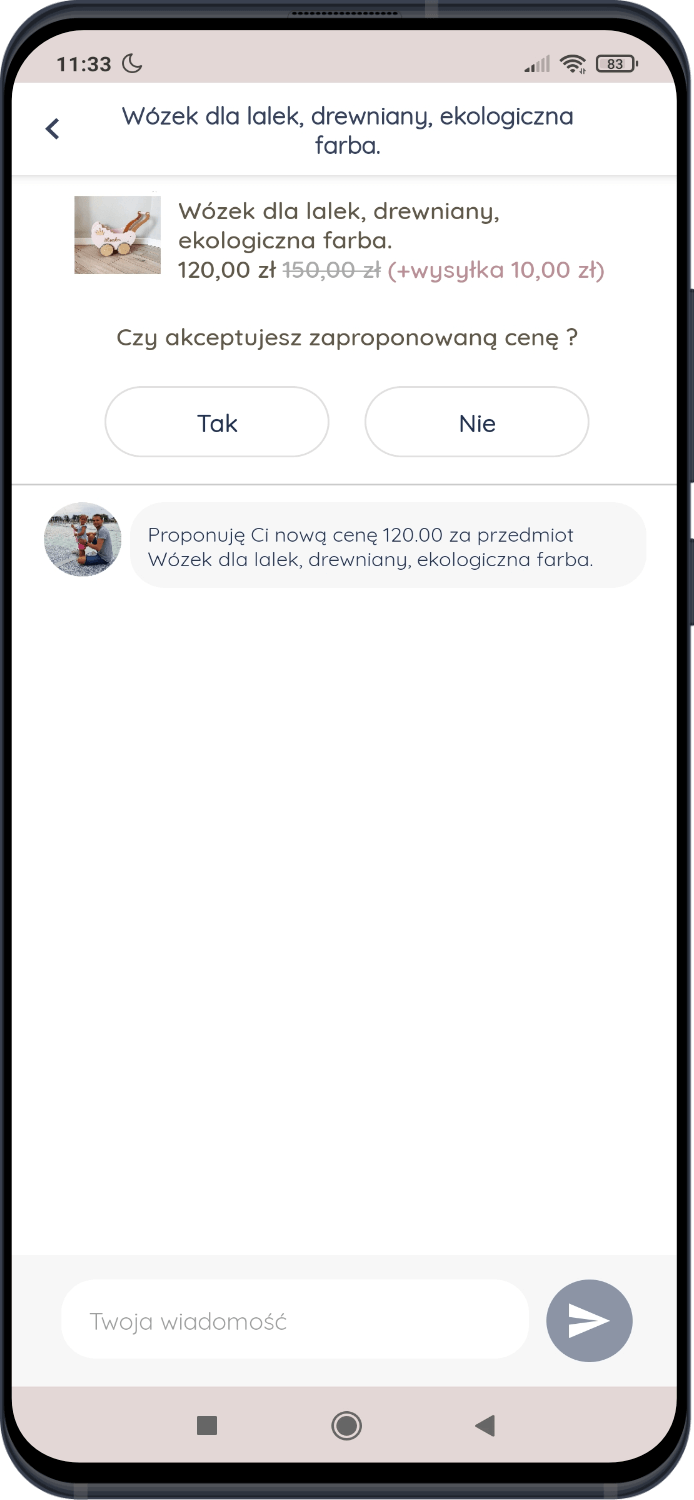 11:33
83
Wózek dla lalek, drewniany, ekologiczna
farba.
Wózek dla lalek, drewniany,
ekologiczna farba.
120,00 zł 150,00 zł (+wysyłka 10,00 zł)
Czy akceptujesz zaproponowaną cenę ?
Tak
Nie
Proponuję Ci nową cenę 120.00 za przedmiot
Wózek dla lalek, drewniany, ekologiczna farba.
Twoja wiadomość